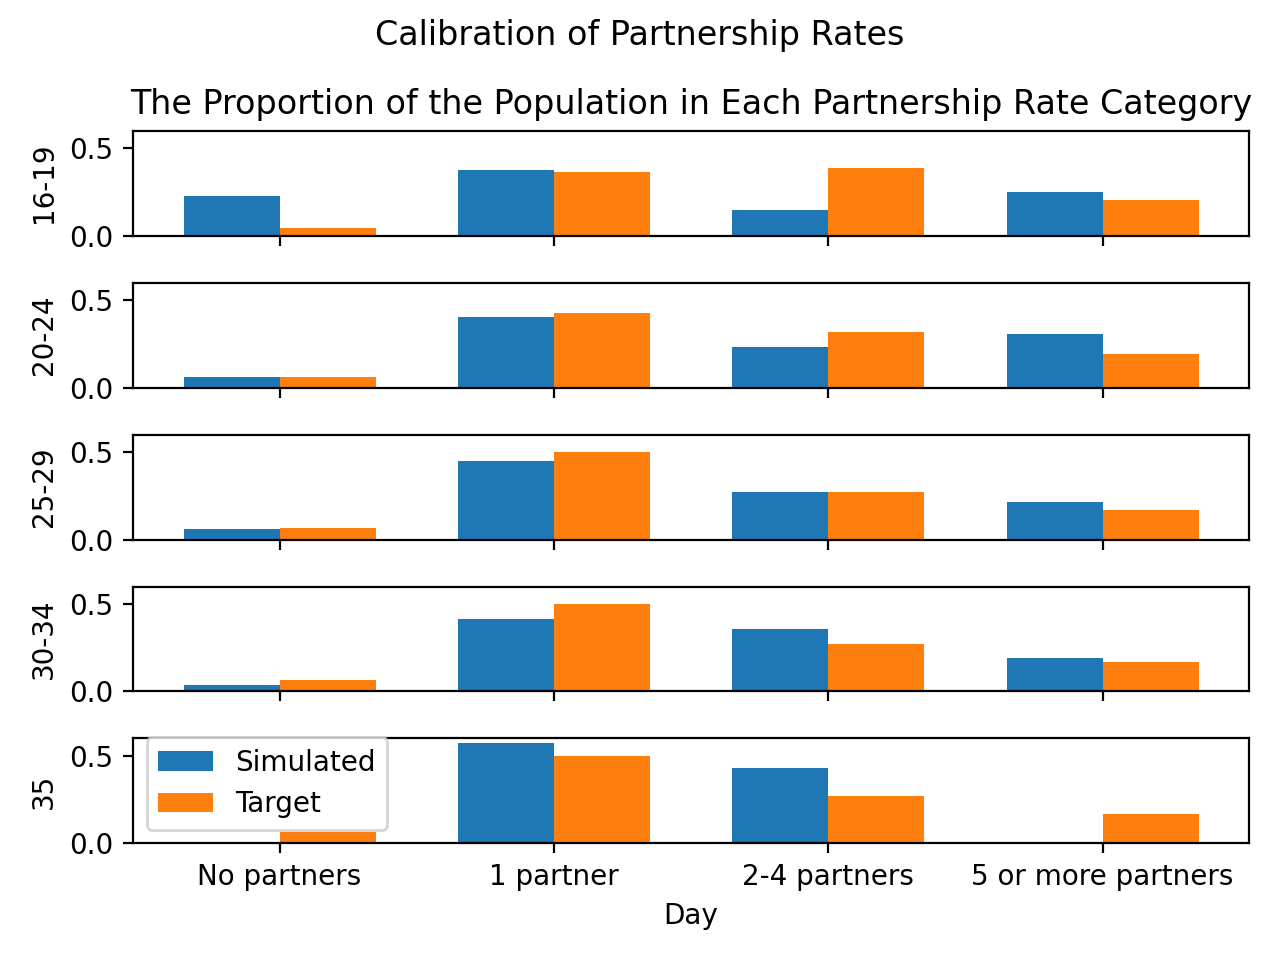 Calibration of Partnership Rates
The Proportion of the Population in Each Partnership Rate Category
16-19
0.5
0.0
20-24
0.5
0.0
25-29
0.5
0.0
30-34
0.5
0.0
35
0.5
0.0
Simulated
Target
No partners
1 partner
2-4 partners
5 or more partners
Day